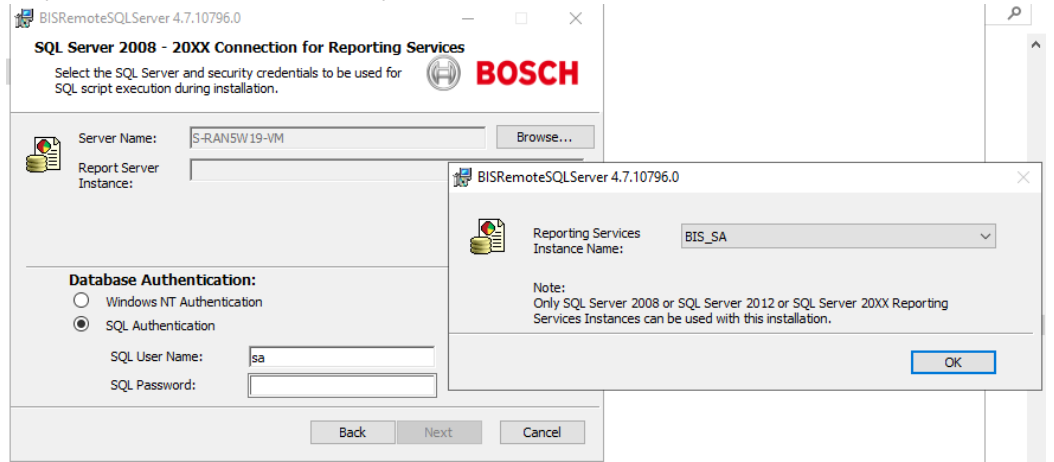 BISRemoteSQLServer 4.7.10796.0
SQL Server 2008 - 20XX Connection for Reporting Services
Select the SQL Server and security credentials to be used for
SQL script execution during installation.
BOSCH
Server Name:
S-RAN5W19-VM
Browse...
Report Server
Instance:
Database Authentication:
Windows NT Authentication
SQL Authentication
SQL User Name:
sa
SQL Password:
Back
Next
Cancel
BISRemoteSQLServer 4.7.10796.0
Reporting Services
Instance Name:
BIS_SA
Note:
Only SQL Server 2008 or SQL Server 2012 or SQL Server 20XX Reporting
Services Instances can be used with this installation.
OK